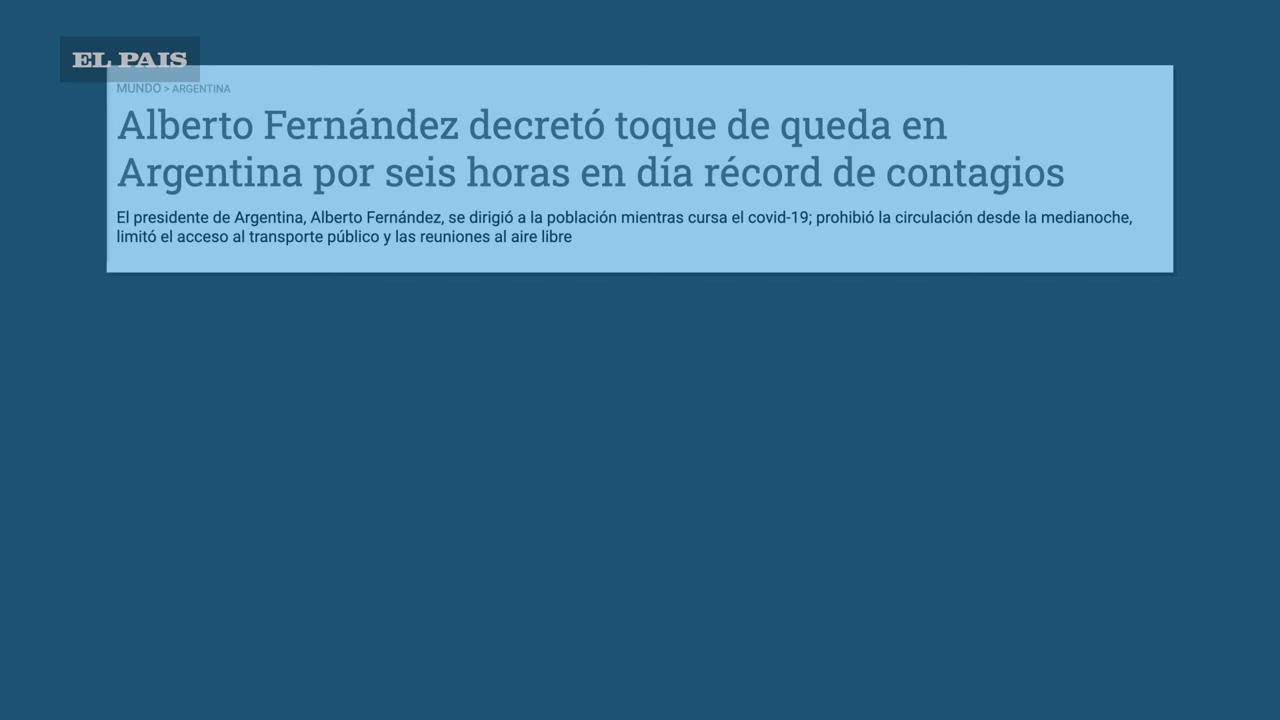 EL PAIS
MUNDO > ARGENTINA
Alberto Fernández decretó toque de queda en
Argentina por seis horas en día récord de contagios
El presidente de Argentina, Alberto Fernández, se dirigió a la población mientras cursa el covid-19; prohibió la circulación desde la medianoche,
limitó el acceso al transporte público y las reuniones al aire libre